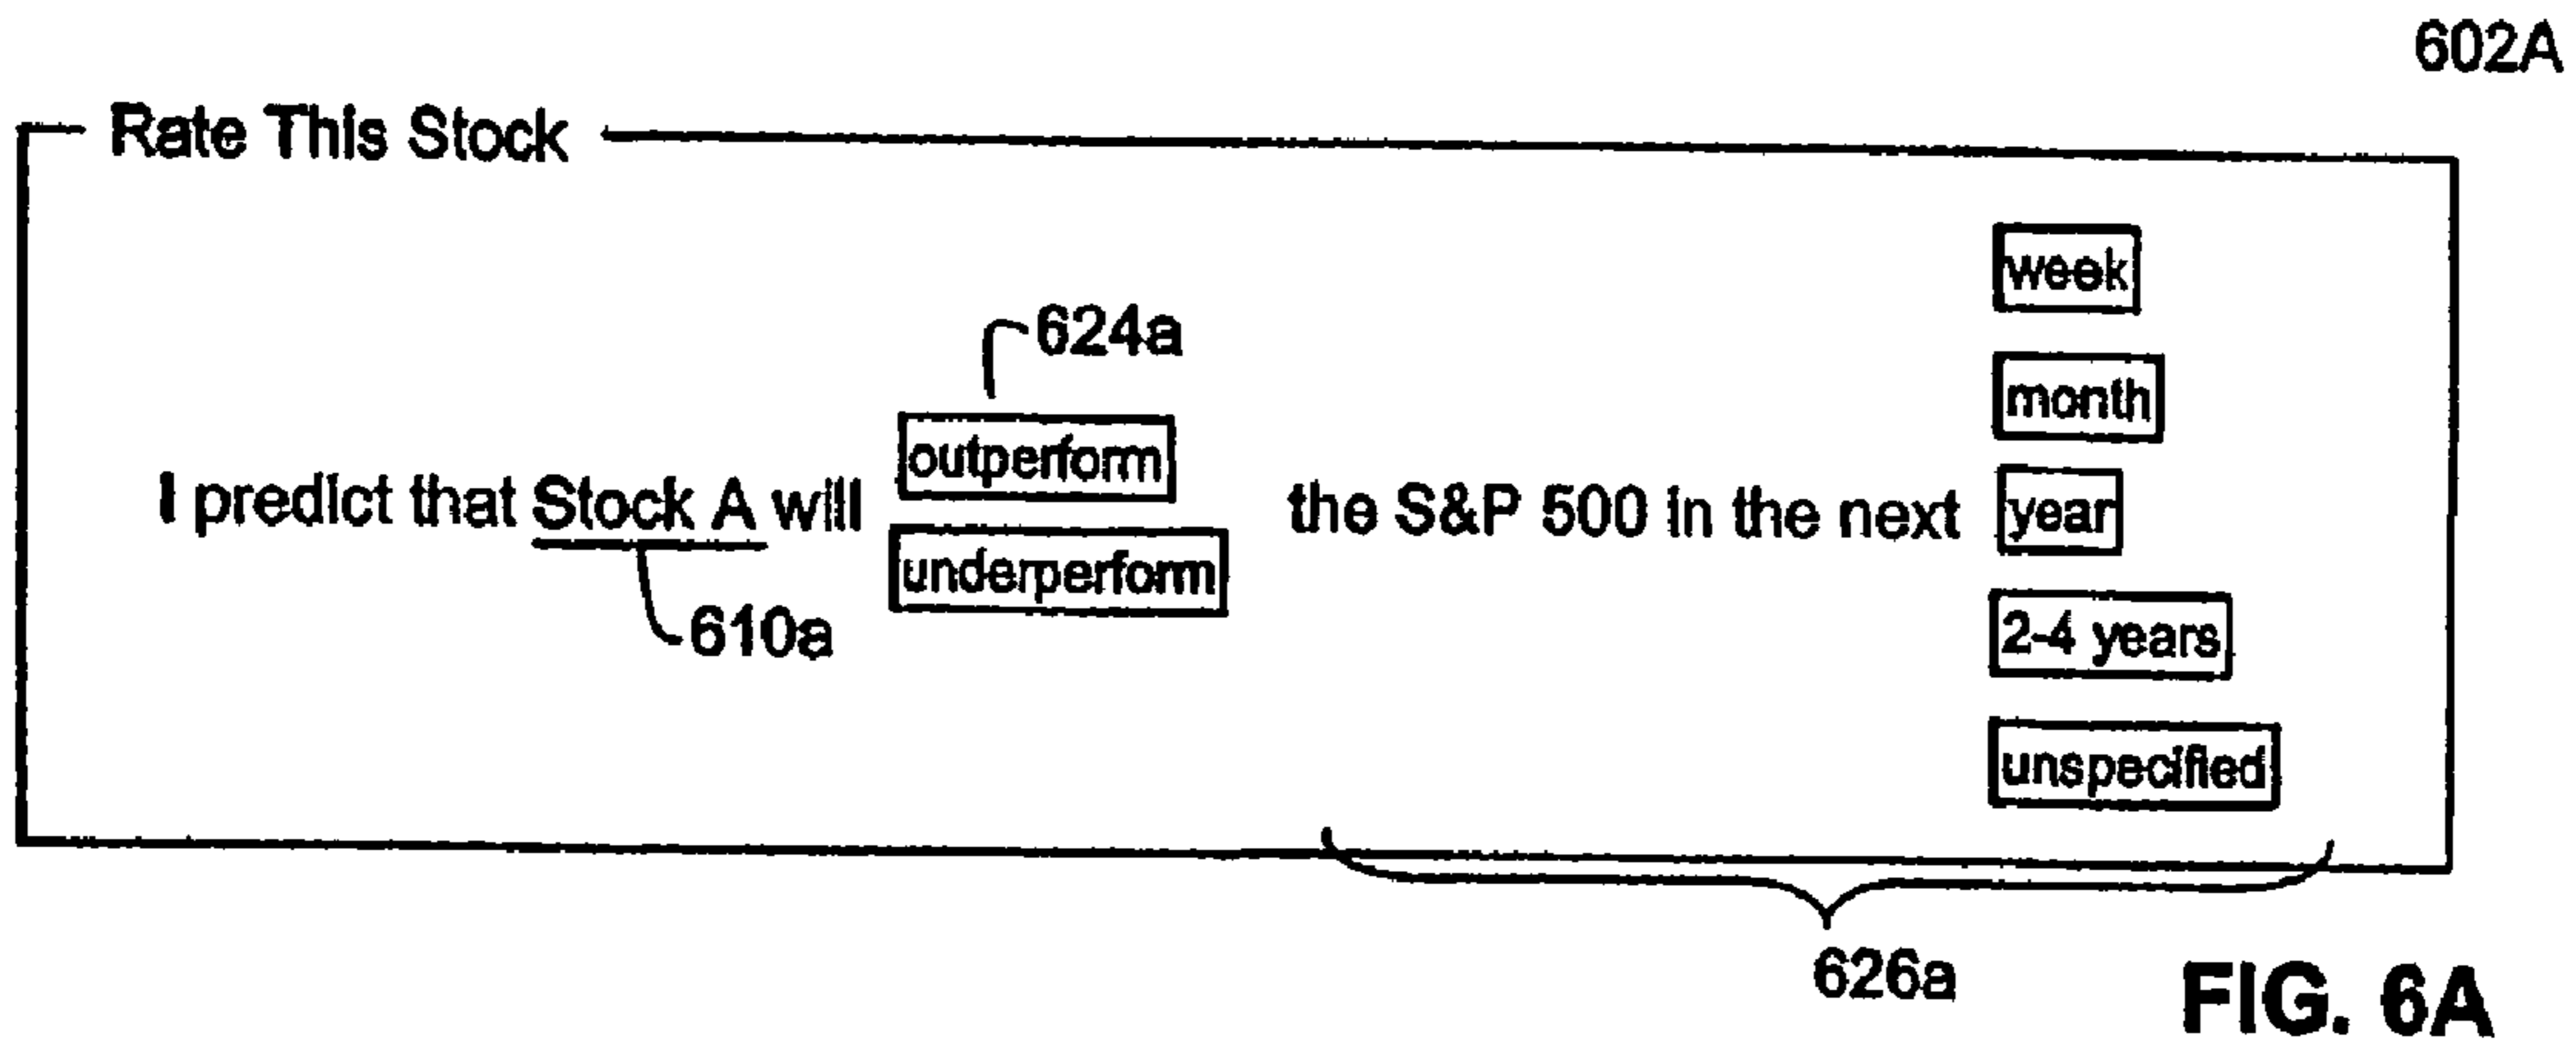 602A
Rate This Stock
week
624a
month
outperform
I predict that Stock A will
the S&P 500 in the next
year
underperform
610a
2-4 years
unspecified
626a
FIG. 6A